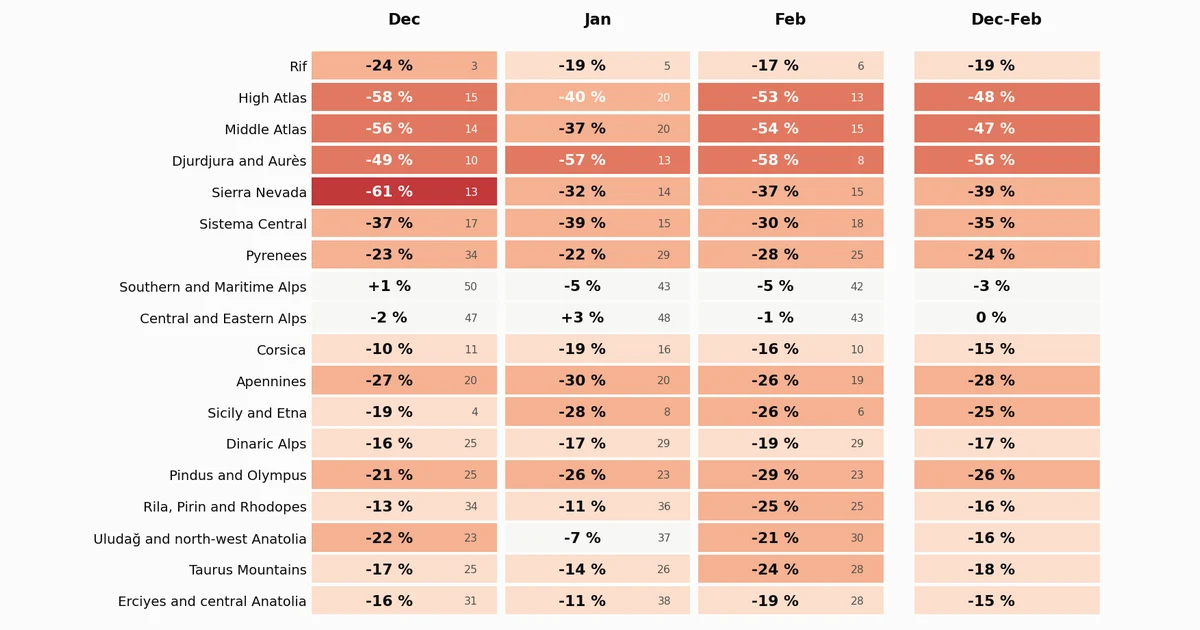 Dec Jan Feb Dec-Feb
Rif -24 % 3 -19 % 5 -17 % 6 -19 %
High Atlas -58 % 15 -40 % 20 -53 % 13 -48 %
Middle Atlas -56 % 14 -37 % 20 -54 % 15 -47 %
Djurdjura and Aurès -49 % 10 -57 % 13 -58 % 8 -56 %
Sierra Nevada -61 % 13 -32 % 14 -37 % 15 -39 %
Sistema Central -37 % 17 -39 % 15 -30 % 18 -35 %
Pyrenees -23 % 34 -22 % 29 -28 % 25 -24 %
Southern and Maritime Alps +1 % 50 -5 % 43 -5 % 42 -3 %
Central and Eastern Alps -2 % 47 +3 % 48 -1 % 43 0 %
Corsica -10 % 11 -19 % 16 -16 % 10 -15 %
Apennines -27 % 20 -30 % 20 -26 % 19 -28 %
Sicily and Etna -19 % 4 -28 % 8 -26 % 6 -25 %
Dinaric Alps -16 % 25 -17 % 29 -19 % 29 -17 %
Pindus and Olympus -21 % 25 -26 % 23 -29 % 23 -26 %
Rila, Pirin and Rhodopes -13 % 34 -11 % 36 -25 % 25 -16 %
Uludağ and north-west Anatolia -22 % 23 -7 % 37 -21 % 30 -16 %
Taurus Mountains -17 % 25 -14 % 26 -24 % 28 -18 %
Erciyes and central Anatolia -16 % 31 -11 % 38 -19 % 28 -15 %